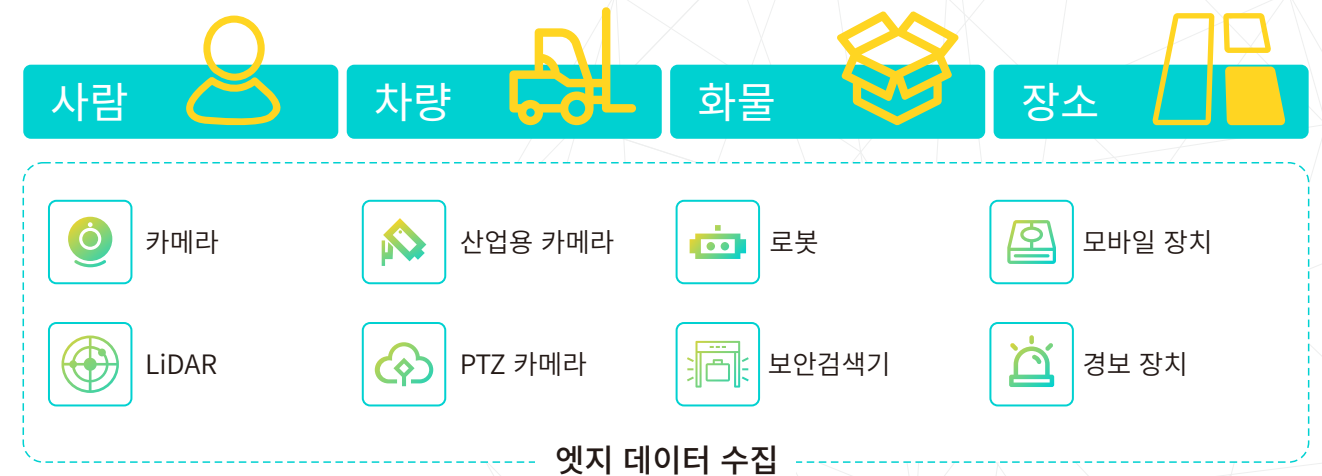 사람
차량
화물
장소
카메라
산업용 카메라
로봇
모바일 장치
LiDAR
PTZ 카메라
보안검색기
경보 장치
엣지 데이터 수집